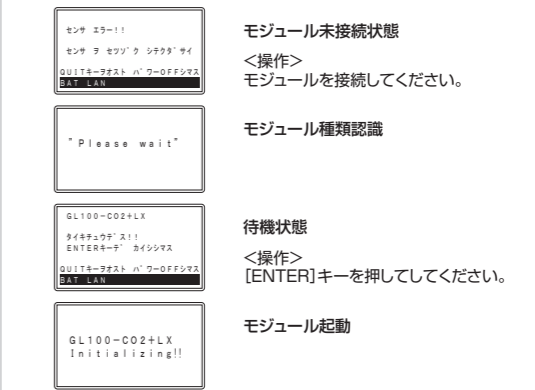 センサ エラー!!
センサ ヲ セツゾク シテクダサイ
QUITキーヲオスト パワーOFFシマス
BAT LAN
モジュール未接続状態
<操作>
モジュールを接続してください。
"Please wait"
モジュール種類認識
GL100-CO2+LX
タイキチュウデス!!
ENTERキーデ カイシシマス
QUITキーヲオスト パワーOFFシマス
BAT LAN
待機状態
<操作>
[ENTER]キーを押してしてください。
GL100-CO2+LX
Initializing!!
モジュール起動